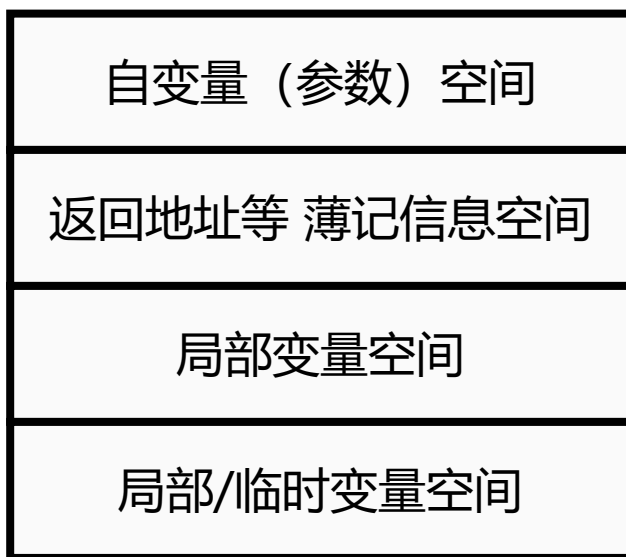 自变量（参数）空间
返回地址等 薄记信息空间
局部变量空间
局部/临时变量空间